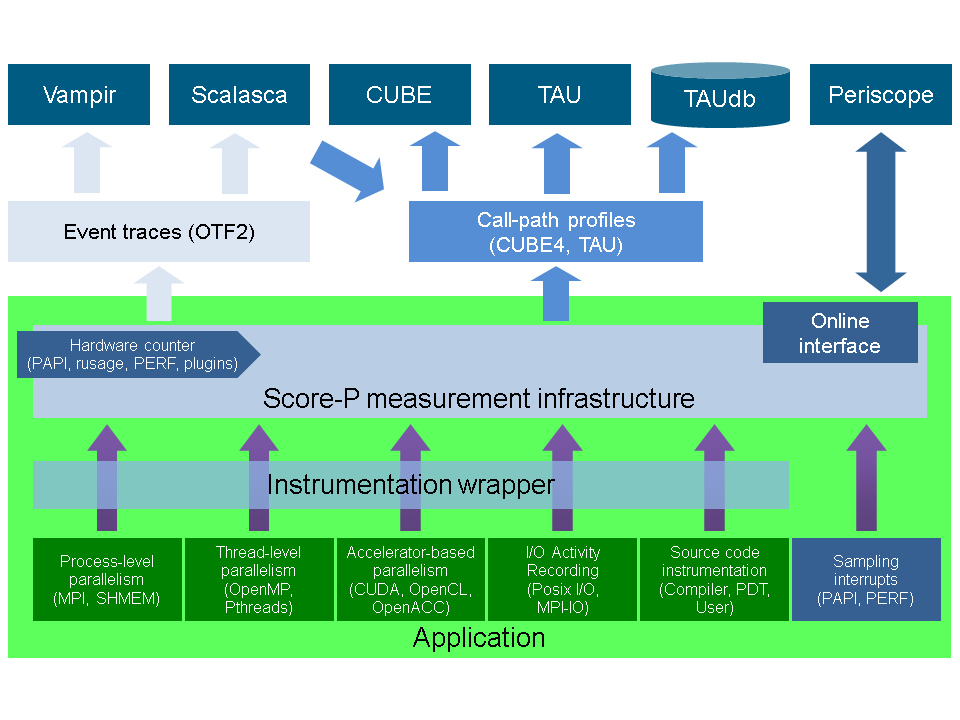 Vampir
Scalasca
CUBE
TAU
TAUdb
Periscope
Event traces (OTF2)
Call-path profiles
(CUBE4, TAU)
Online
interface
Hardware counter
(PAPI, rusage, PERF, plugins)
Score-P measurement infrastructure
Instrumentation wrapper
Process-level
parallelism
(MPI, SHMEM)
Thread-level
parallelism
(OpenMP,
Pthreads)
Accelerator-based
parallelism
(CUDA, OpenCL,
OpenACC)
I/O Activity
Recording
(Posix I/O,
MPI-IO)
Source code
instrumentation
(Compiler, PDT,
User)
Sampling
interrupts
(PAPI, PERF)
Application